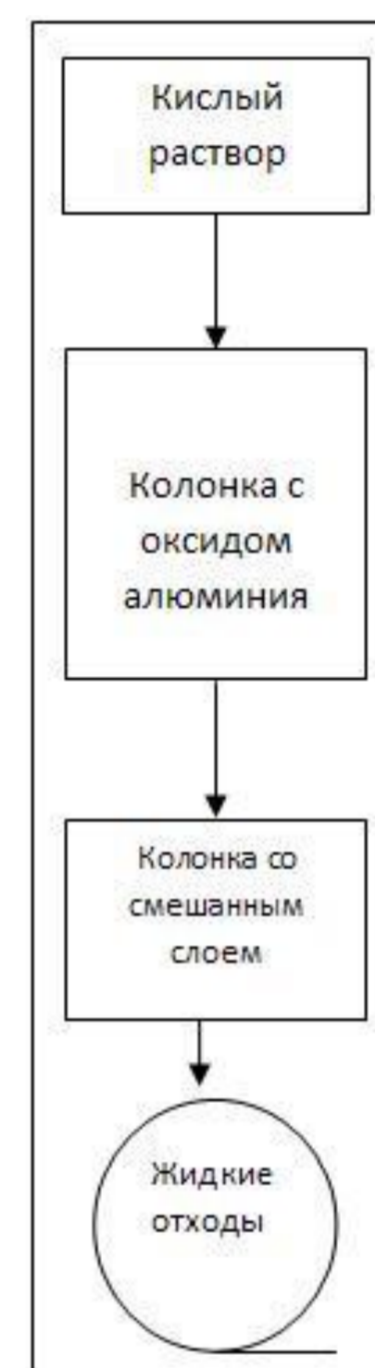 Кислый
раствор
Колонка с
оксидом
алюминия
Колонка со
смешанным
слоем
Жидкие
отходы